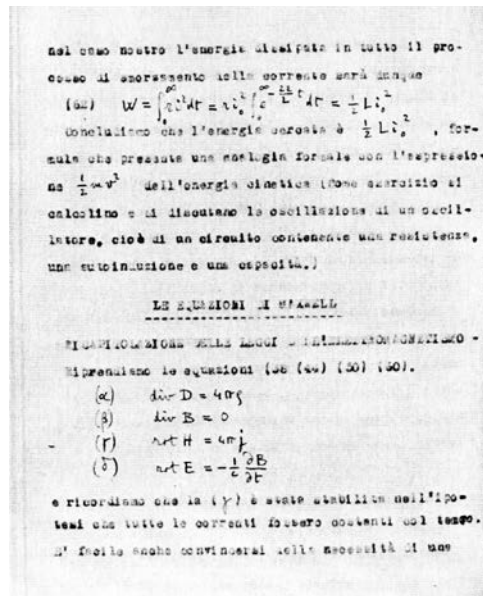 nel caso nostro l'energia dissipata in tutto il pro-
cesso di smorzamento della corrente sarà dunque
(62) W = ∫₀^∞ r i² dt = r i₀² ∫₀^∞ e^{-2r/L t} dt = ½ L i₀²
Concludiamo che l'energia cercata è ½ L i₀² , for-
mula che presenta una analogia formale con l'espressio-
ne ½ m v² dell'energia cinetica (Come esercizio si
calcolino e si discutano le oscillazione di un oscil-
latore, cioè di un circuito contenente una resistenza,
una autoinduzione e una capacità.)
LE EQUAZIONI DI MAXWELL
RICAPITOLAZIONE DELLE LEGGI DELL'ELETTROMAGNETISMO -
Riprendiamo le equazioni (38 (44) (50) (60).
(α) div D = 4πρ
(β) div B = 0
(γ) rot H = 4πj
(δ) rot E = -1/c ∂B/∂t
e ricordiamo che la (γ) è stata stabilita nell'ipo-
tesi che tutte le correnti fossero costanti col tempo.
E' facile anche convincersi della necessità di una